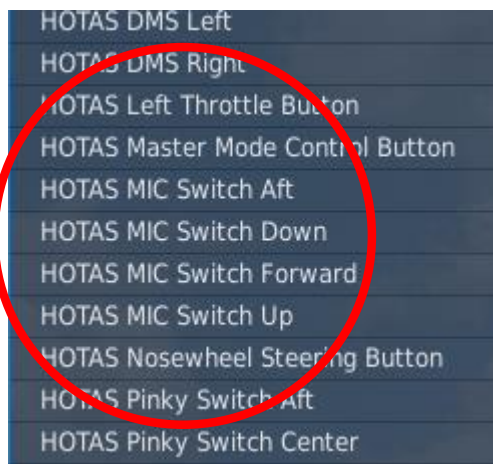 HOTAS DMS Left
HOTAS DMS Right
HOTAS Left Throttle Button
HOTAS Master Mode Control Button
HOTAS MIC Switch Aft
HOTAS MIC Switch Down
HOTAS MIC Switch Forward
HOTAS MIC Switch Up
HOTAS Nosewheel Steering Button
HOTAS Pinky Switch Aft
HOTAS Pinky Switch Center